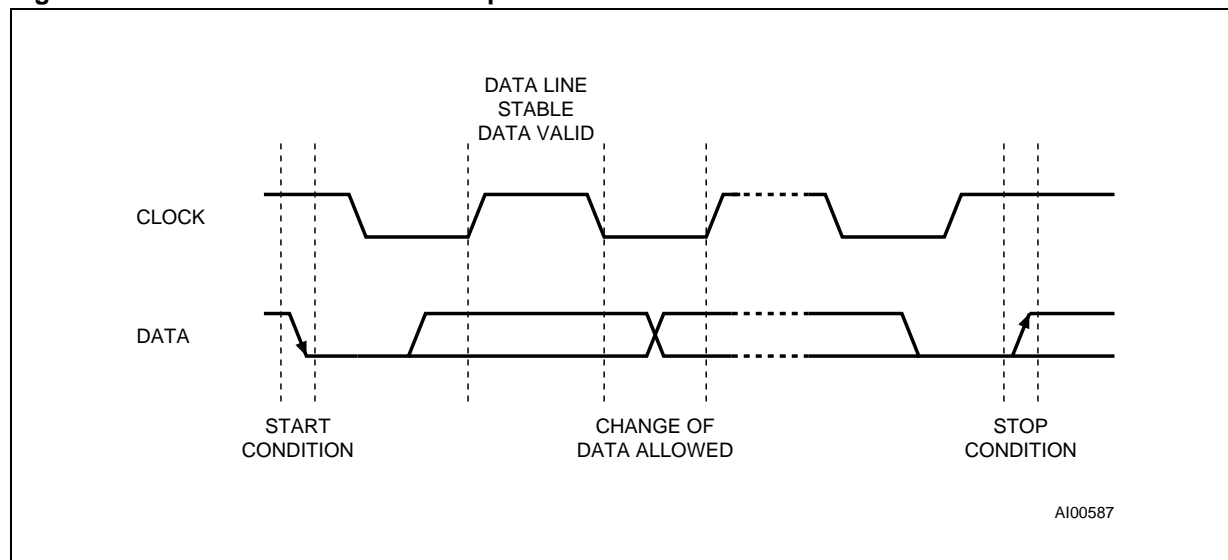 DATA LINE
STABLE
DATA VALID
CLOCK
DATA
START
CONDITION
CHANGE OF
DATA ALLOWED
STOP
CONDITION
AI00587